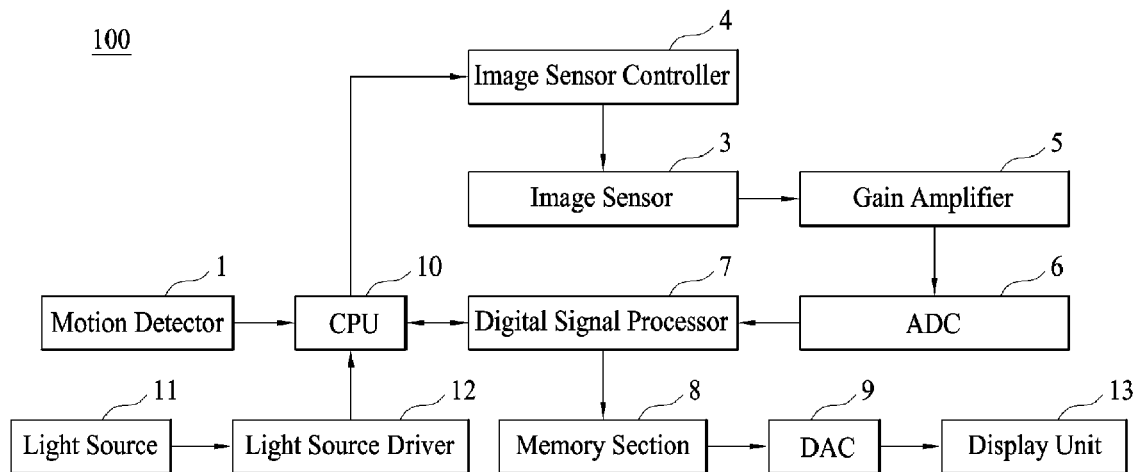 100
4
Image Sensor Controller
3
Image Sensor
5
Gain Amplifier
1
Motion Detector
10
CPU
7
Digital Signal Processor
6
ADC
11
Light Source
12
Light Source Driver
8
Memory Section
9
DAC
13
Display Unit